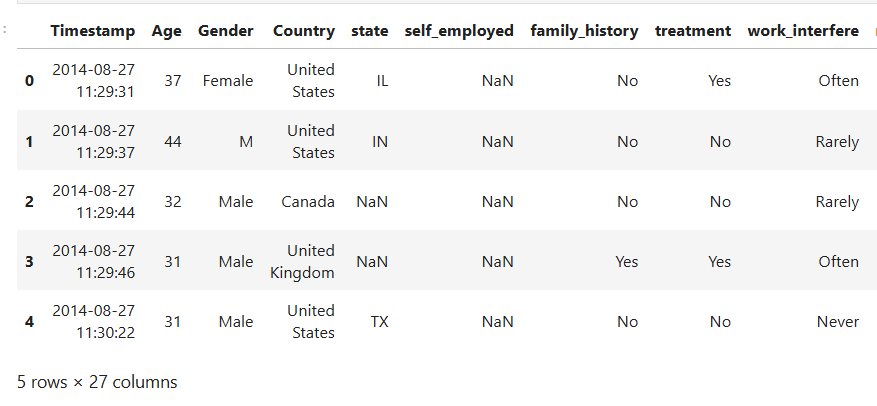 Timestamp Age Gender Country state self_employed family_history treatment work_interfere
0 2014-08-27 11:29:31 37 Female United States IL NaN No Yes Often
1 2014-08-27 11:29:37 44 M United States IN NaN No No Rarely
2 2014-08-27 11:29:44 32 Male Canada NaN NaN No No Rarely
3 2014-08-27 11:29:46 31 Male United Kingdom NaN NaN Yes Yes Often
4 2014-08-27 11:30:22 31 Male United States TX NaN No No Never
5 rows × 27 columns